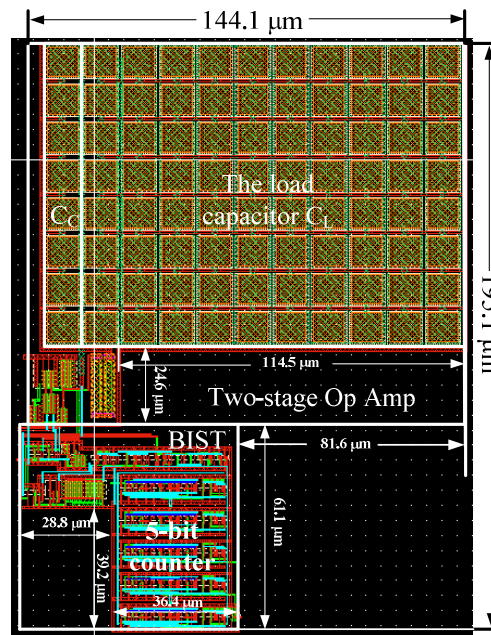 144.1 µm
The load
C_C
capacitor C_L
195.1 µm
114.5 µm
24.6 µm
Two-stage Op Amp
BIST
81.6 µm
61.1 µm
28.8 µm
5-bit
counter
39.2 µm
36.4 µm